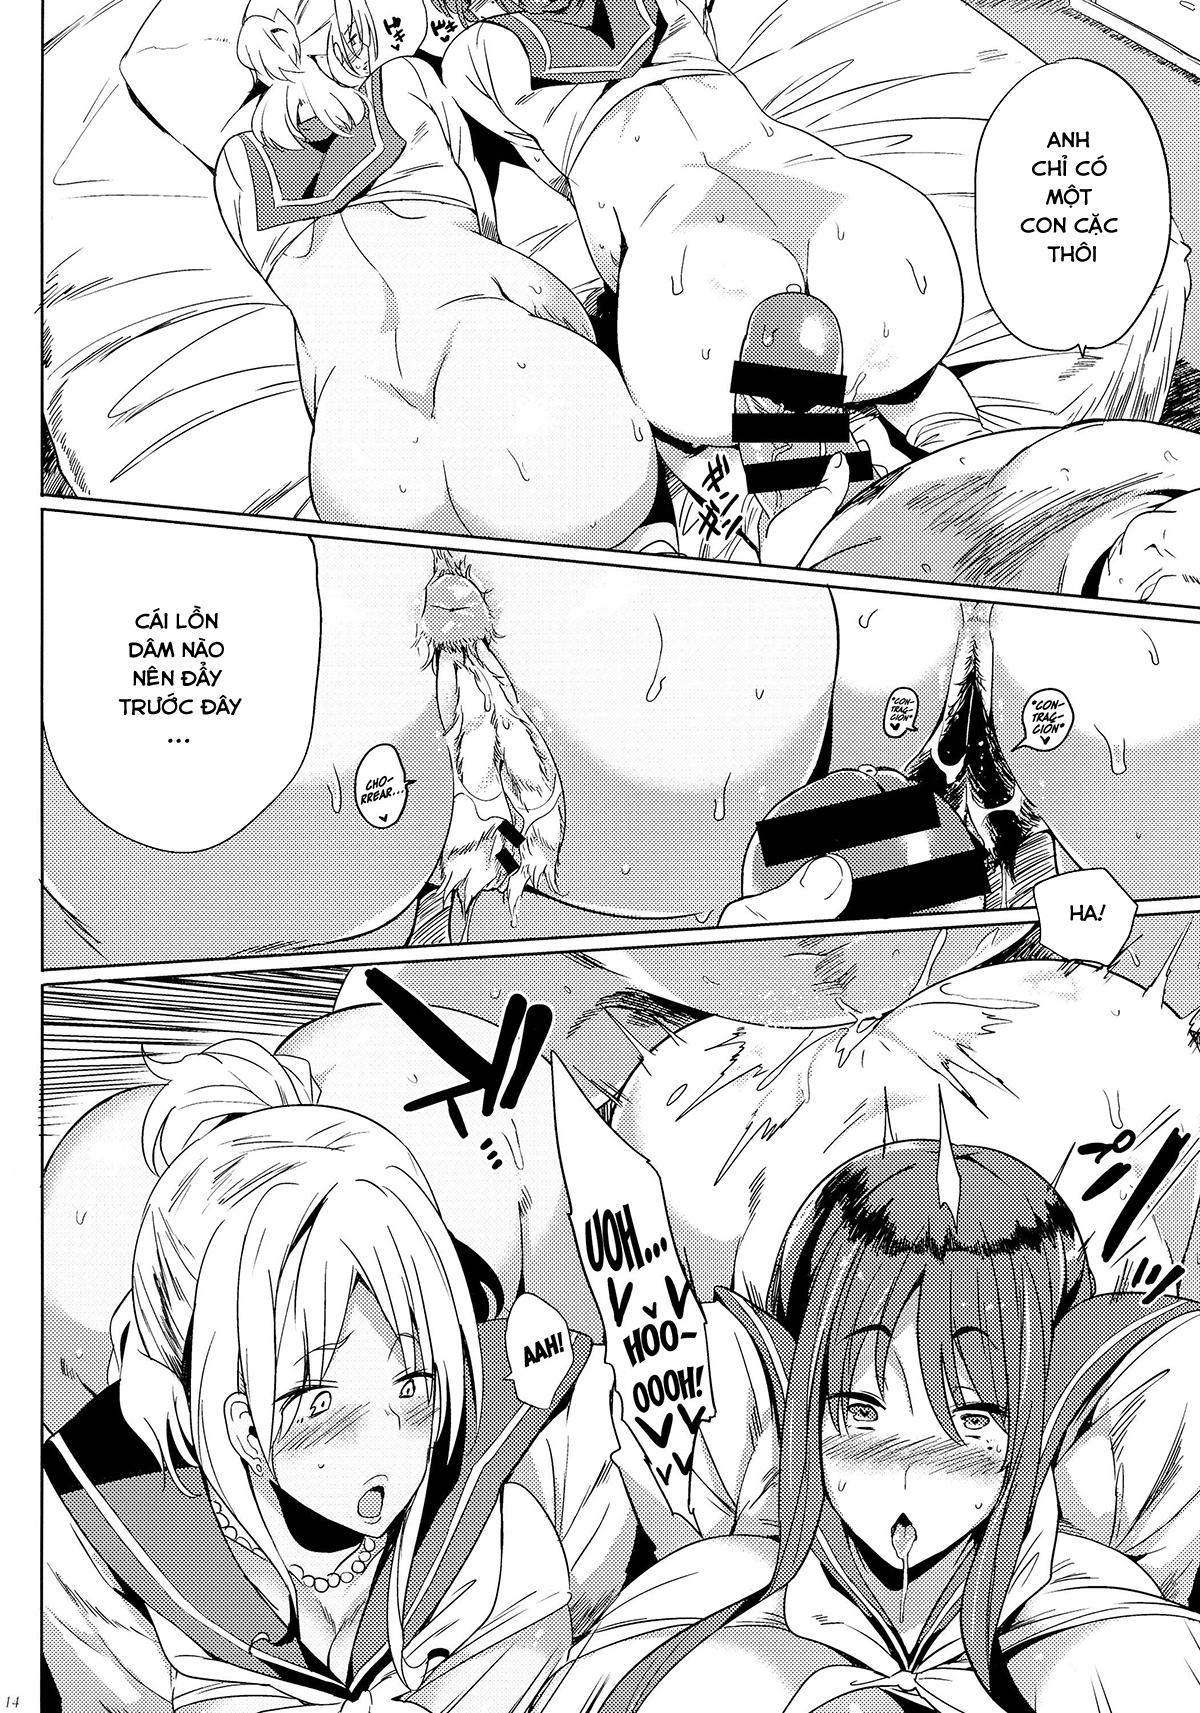 ANH
CHỈ CÓ
MỘT
CON CẶC
THÔI
CÁI LỒN
DÂM NÀO
NÊN ĐẨY
TRƯỚC ĐÂY
...
*CON-
TRAC-
CIÓN*
*CON-
TRAC-
CIÓN*
CHO-
RREAR...
HA!
UOH...
HOO-
OOOH!
AAH!
14